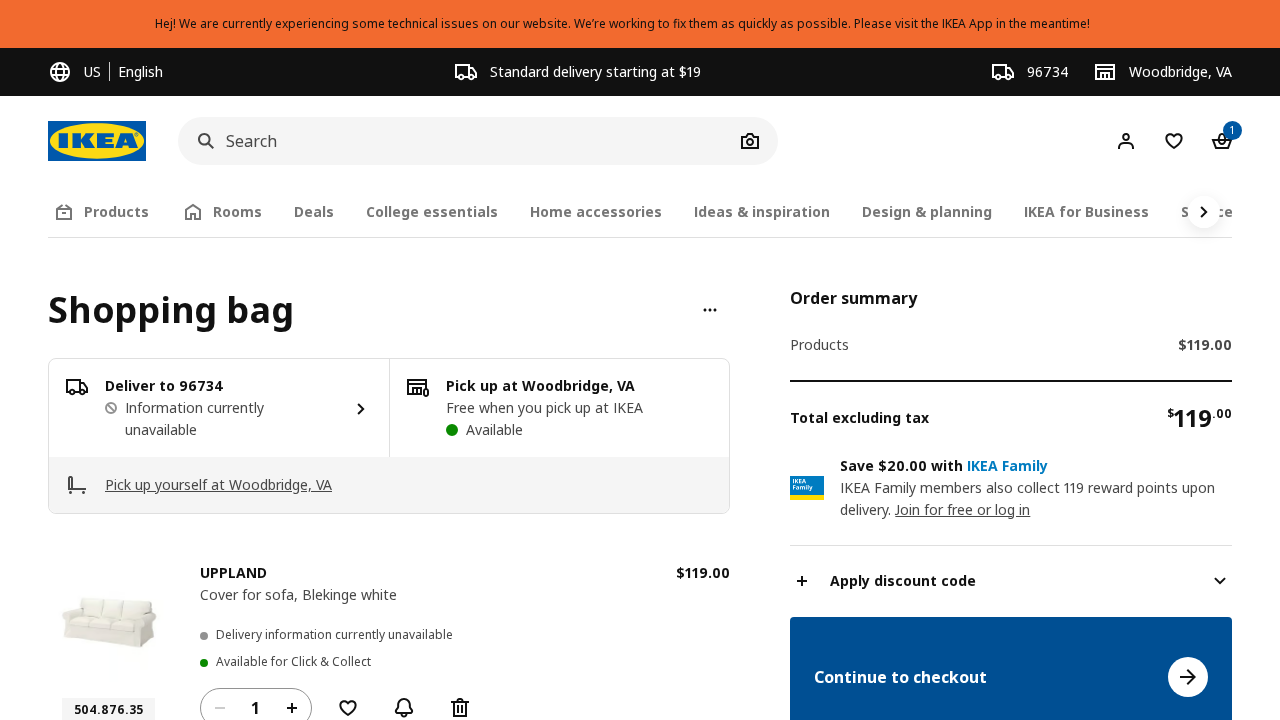 Hej! We are currently experiencing some technical issues on our website. We’re working to fix them as quickly as possible. Please visit the IKEA App in the meantime!
US English
Standard delivery starting at $19
96734
Woodbridge, VA
IKEA
Search
1
Products
Rooms
Deals
College essentials
Home accessories
Ideas & inspiration
Design & planning
IKEA for Business
Shopping bag
Deliver to 96734
Information currently
unavailable
Pick up at Woodbridge, VA
Free when you pick up at IKEA
Available
Pick up yourself at Woodbridge, VA
UPPLAND
$119.00
Cover for sofa, Blekinge white
Delivery information currently unavailable
Available for Click & Collect
504.876.35
1
Order summary
Products $119.00
Total excluding tax $119.00
IKEA
Family
Save $20.00 with IKEA Family
IKEA Family members also collect 119 reward points upon
delivery. Join for free or log in
Apply discount code
Continue to checkout